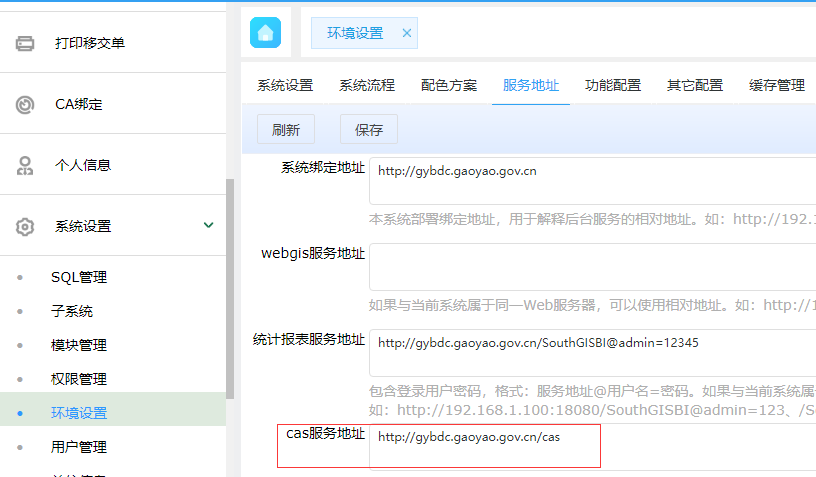 打印移交单
CA绑定
个人信息
系统设置
SQL管理
子系统
模块管理
权限管理
环境设置
用户管理
环境设置 ×
系统设置 系统流程 配色方案 服务地址 功能配置 其它配置 缓存管理
刷新 保存
系统绑定地址 http://gybdc.gaoyao.gov.cn
本系统部署绑定地址，用于解释后台服务的相对地址。如：http://192.1
webgis服务地址
如果与当前系统属于同一Web服务器，可以使用相对地址。如：http://1
统计报表服务地址 http://gybdc.gaoyao.gov.cn/SouthGISBI@admin=12345
包含登录用户密码，格式：服务地址@用户名=密码。如果与当前系统属
如：http://192.168.1.100:18080/SouthGISBI@admin=123、/So
cas服务地址 http://gybdc.gaoyao.gov.cn/cas